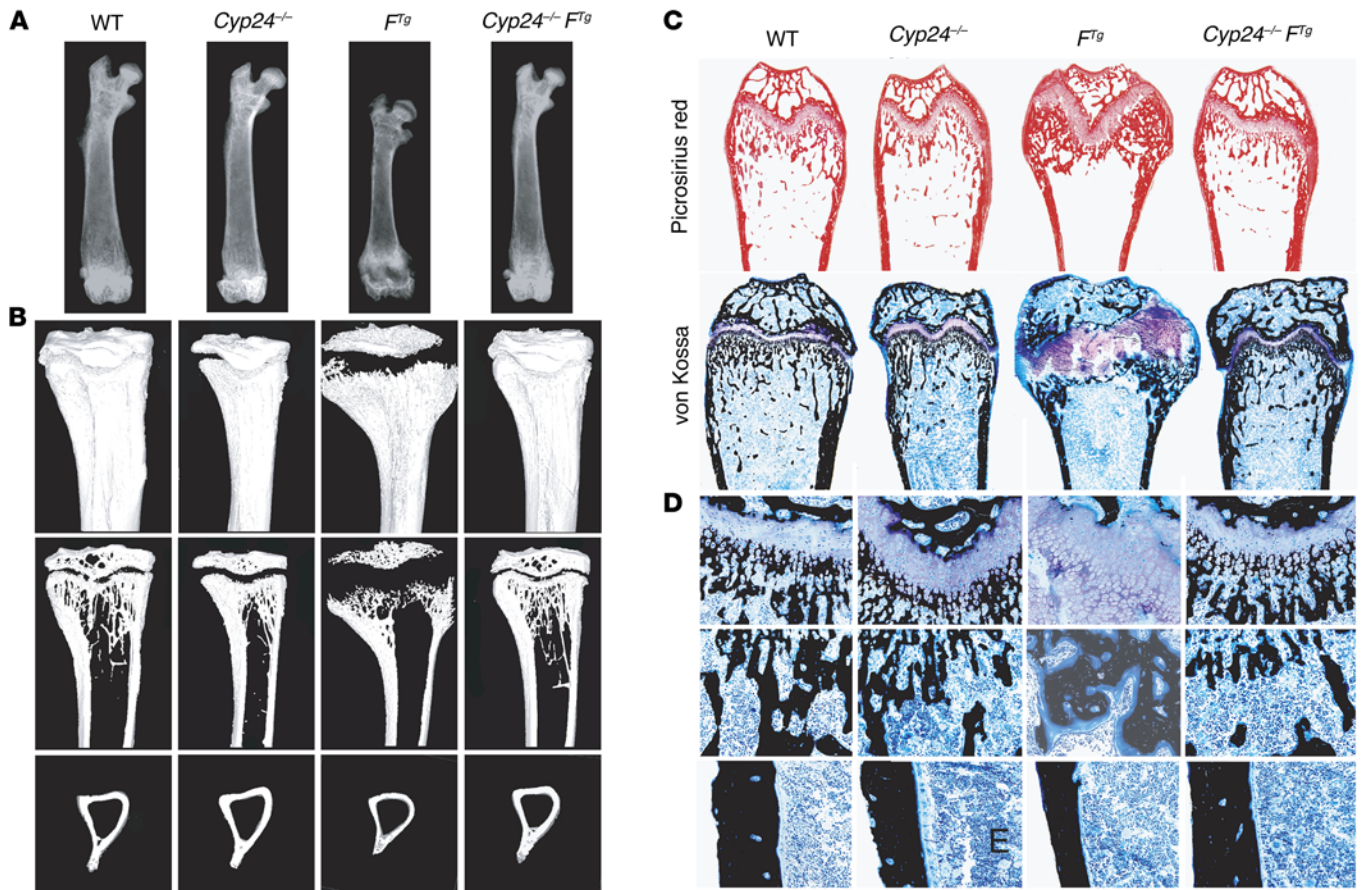 A
WT
Cyp24⁻/⁻
Fᵀᵍ
Cyp24⁻/⁻ Fᵀᵍ
B
C
WT
Cyp24⁻/⁻
Fᵀᵍ
Cyp24⁻/⁻ Fᵀᵍ
Picrosirius red
von Kossa
D
E